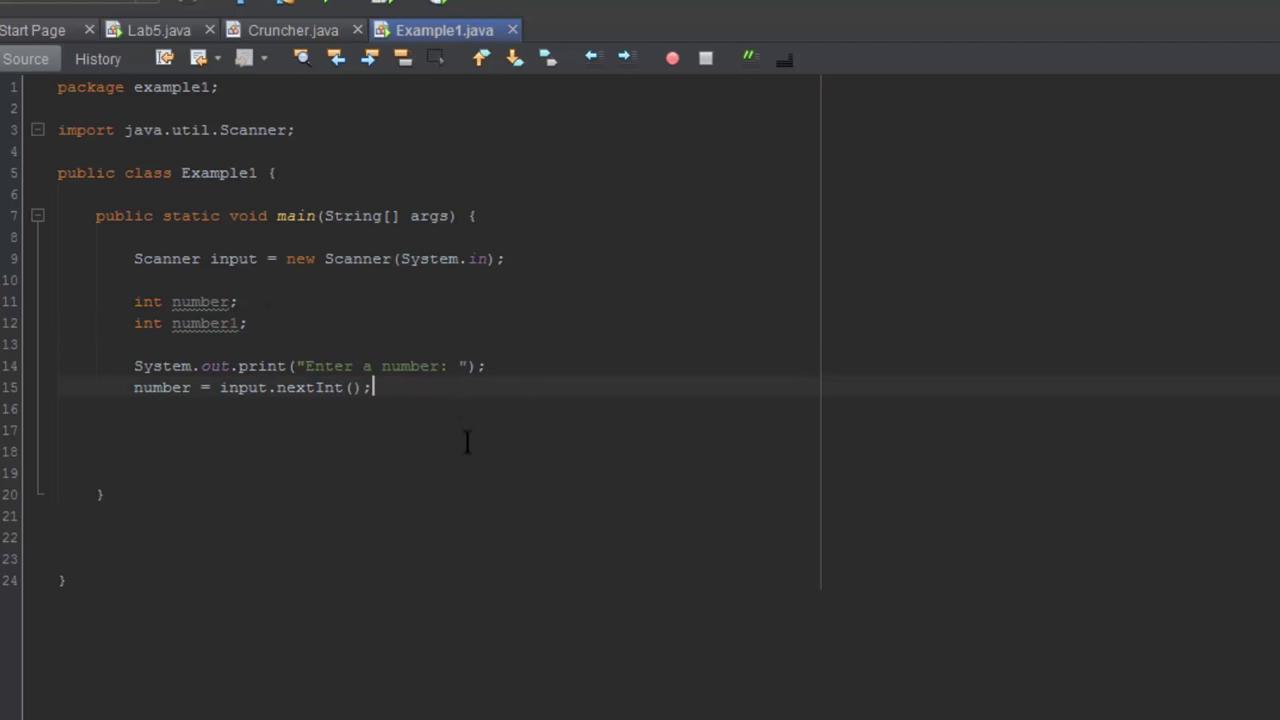 Start Page Lab5.java Cruncher.java Example1.java
Source History
1 package example1;
2
3 import java.util.Scanner;
4
5 public class Example1 {
6
7 public static void main(String[] args) {
8
9 Scanner input = new Scanner(System.in);
10
11 int number;
12 int number1;
13
14 System.out.print("Enter a number: ");
15 number = input.nextInt();
16
17
18
19
20 }
21
22
23
24 }